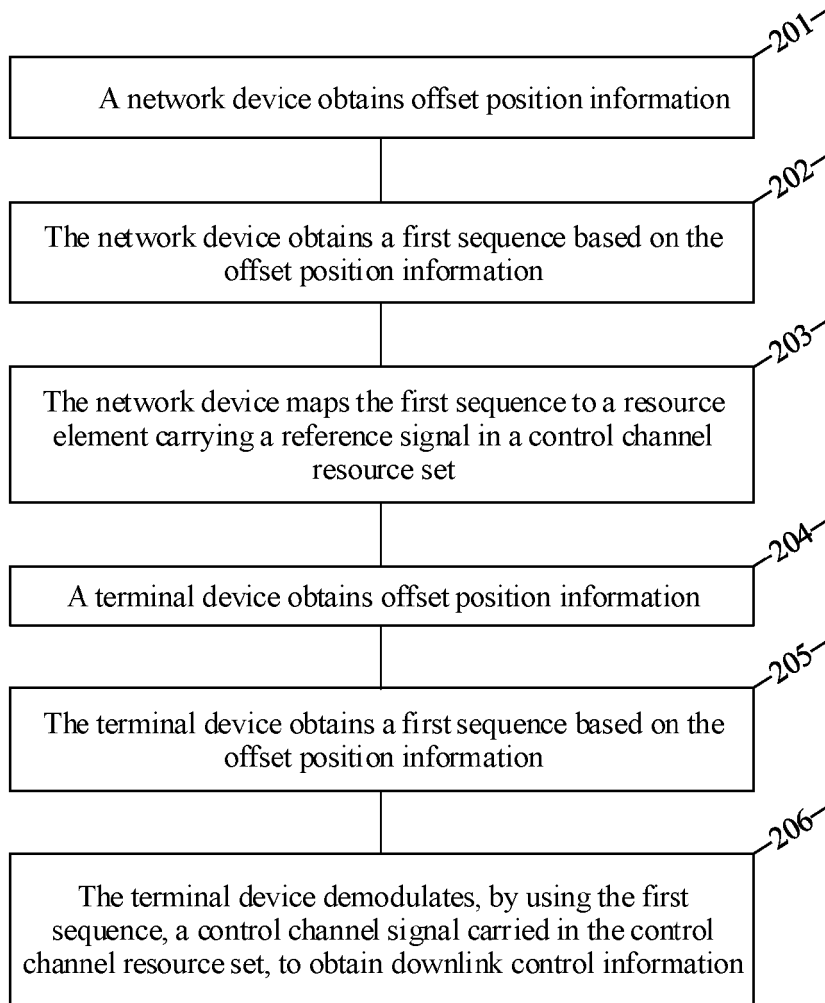 201
A network device obtains offset position information
202
The network device obtains a first sequence based on the
offset position information
203
The network device maps the first sequence to a resource
element carrying a reference signal in a control channel
resource set
204
A terminal device obtains offset position information
205
The terminal device obtains a first sequence based on the
offset position information
206
The terminal device demodulates, by using the first
sequence, a control channel signal carried in the control
channel resource set, to obtain downlink control information